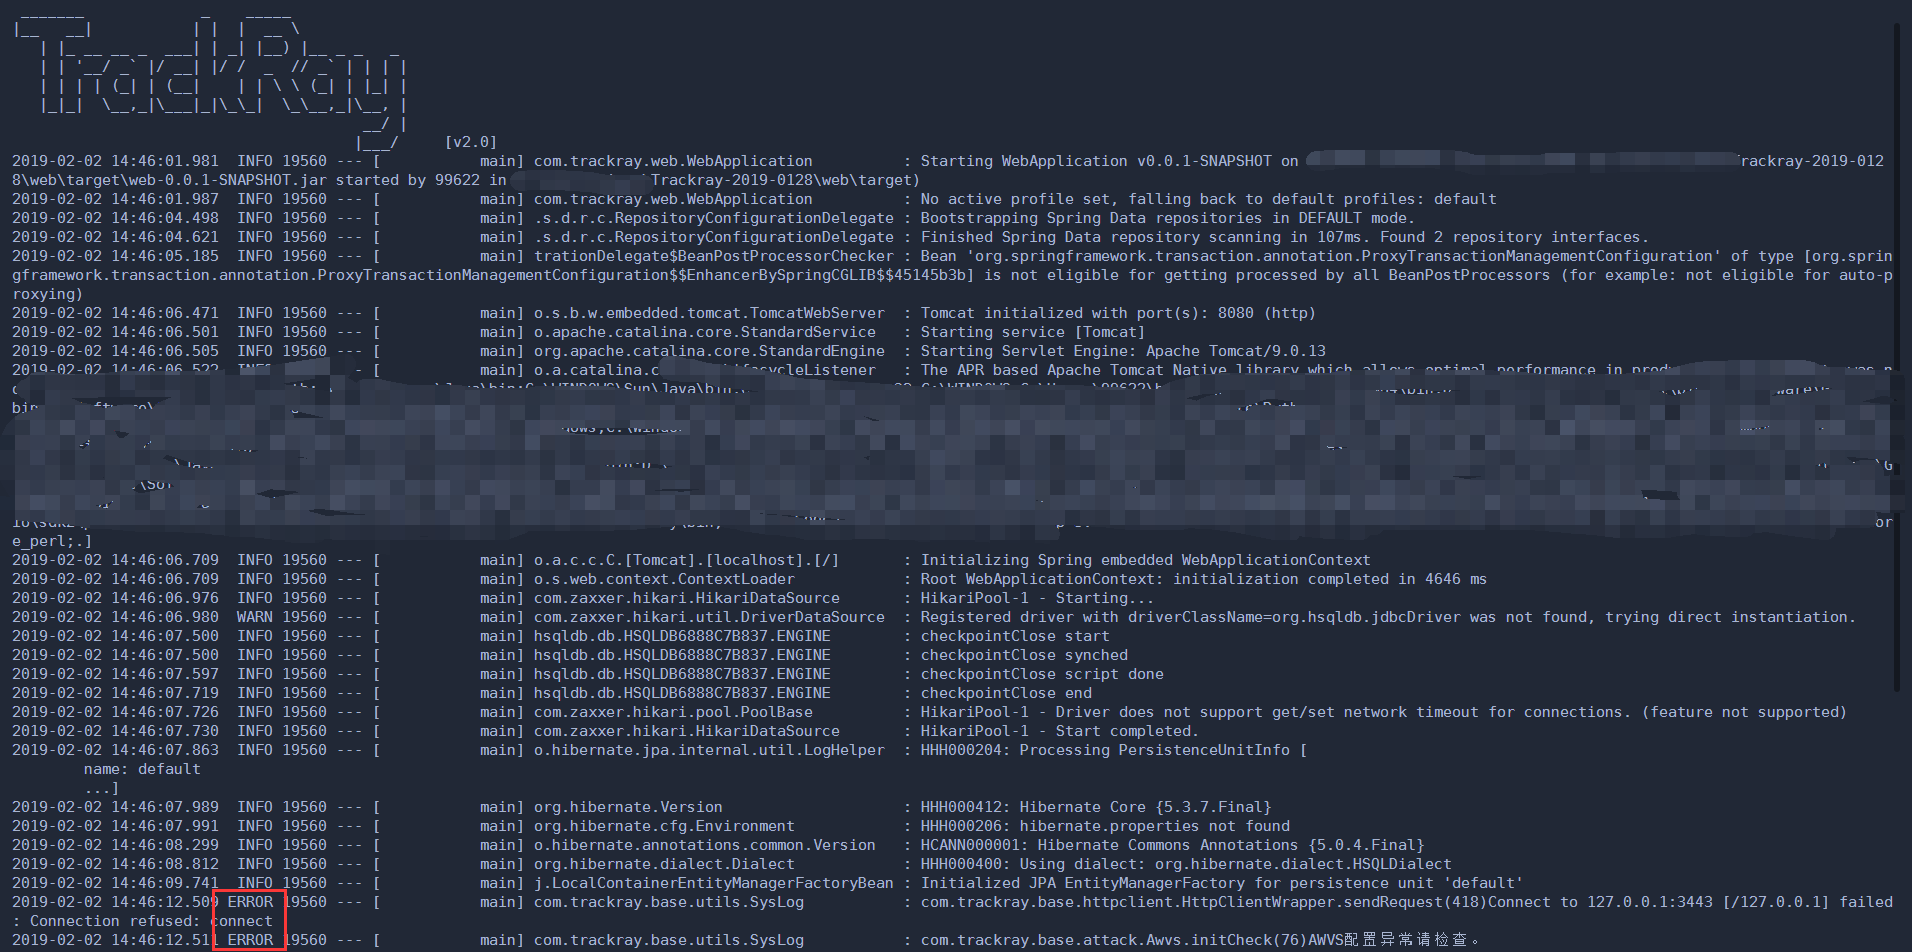 TrackRay
[v2.0]
2019-02-02 14:46:01.981  INFO 19560 --- [           main] com.trackray.web.WebApplication          : Starting WebApplication v0.0.1-SNAPSHOT on rackray-2019-012
8\web\target\web-0.0.1-SNAPSHOT.jar started by 99622 in \Trackray-2019-0128\web\target)
2019-02-02 14:46:01.987  INFO 19560 --- [           main] com.trackray.web.WebApplication          : No active profile set, falling back to default profiles: default
2019-02-02 14:46:04.498  INFO 19560 --- [           main] .s.d.r.c.RepositoryConfigurationDelegate : Bootstrapping Spring Data repositories in DEFAULT mode.
2019-02-02 14:46:04.621  INFO 19560 --- [           main] .s.d.r.c.RepositoryConfigurationDelegate : Finished Spring Data repository scanning in 107ms. Found 2 repository interfaces.
2019-02-02 14:46:05.185  INFO 19560 --- [           main] trationDelegate$BeanPostProcessorChecker : Bean 'org.springframework.transaction.annotation.ProxyTransactionManagementConfiguration' of type [org.sprin
gframework.transaction.annotation.ProxyTransactionManagementConfiguration$$EnhancerBySpringCGLIB$$45145b3b] is not eligible for getting processed by all BeanPostProcessors (for example: not eligible for auto-p
roxying)
2019-02-02 14:46:06.471  INFO 19560 --- [           main] o.s.b.w.embedded.tomcat.TomcatWebServer  : Tomcat initialized with port(s): 8080 (http)
2019-02-02 14:46:06.501  INFO 19560 --- [           main] o.apache.catalina.core.StandardService   : Starting service [Tomcat]
2019-02-02 14:46:06.505  INFO 19560 --- [           main] org.apache.catalina.core.StandardEngine  : Starting Servlet Engine: Apache Tomcat/9.0.13
2019-02-02 14:46:06.522 main] o.a.catalina. : The APR based Apache Tomcat Native library which allows optimal performance in
e_perl;.]
2019-02-02 14:46:06.709  INFO 19560 --- [           main] o.a.c.c.C.[Tomcat].[localhost].[/]       : Initializing Spring embedded WebApplicationContext
2019-02-02 14:46:06.709  INFO 19560 --- [           main] o.s.web.context.ContextLoader            : Root WebApplicationContext: initialization completed in 4646 ms
2019-02-02 14:46:06.976  INFO 19560 --- [           main] com.zaxxer.hikari.HikariDataSource       : HikariPool-1 - Starting...
2019-02-02 14:46:06.980  WARN 19560 --- [           main] com.zaxxer.hikari.util.DriverDataSource  : Registered driver with driverClassName=org.hsqldb.jdbcDriver was not found, trying direct instantiation.
2019-02-02 14:46:07.500  INFO 19560 --- [           main] hsqldb.db.HSQLDB6888C7B837.ENGINE        : checkpointClose start
2019-02-02 14:46:07.500  INFO 19560 --- [           main] hsqldb.db.HSQLDB6888C7B837.ENGINE        : checkpointClose synched
2019-02-02 14:46:07.597  INFO 19560 --- [           main] hsqldb.db.HSQLDB6888C7B837.ENGINE        : checkpointClose script done
2019-02-02 14:46:07.719  INFO 19560 --- [           main] hsqldb.db.HSQLDB6888C7B837.ENGINE        : checkpointClose end
2019-02-02 14:46:07.726  INFO 19560 --- [           main] com.zaxxer.hikari.pool.PoolBase          : HikariPool-1 - Driver does not support get/set network timeout for connections. (feature not supported)
2019-02-02 14:46:07.730  INFO 19560 --- [           main] com.zaxxer.hikari.HikariDataSource       : HikariPool-1 - Start completed.
2019-02-02 14:46:07.863  INFO 19560 --- [           main] o.hibernate.jpa.internal.util.LogHelper  : HHH000204: Processing PersistenceUnitInfo [
name: default
...]
2019-02-02 14:46:07.989  INFO 19560 --- [           main] org.hibernate.Version                    : HHH000412: Hibernate Core {5.3.7.Final}
2019-02-02 14:46:07.991  INFO 19560 --- [           main] org.hibernate.cfg.Environment            : HHH000206: hibernate.properties not found
2019-02-02 14:46:08.299  INFO 19560 --- [           main] o.hibernate.annotations.common.Version   : HCANN000001: Hibernate Commons Annotations {5.0.4.Final}
2019-02-02 14:46:08.812  INFO 19560 --- [           main] org.hibernate.dialect.Dialect            : HHH000400: Using dialect: org.hibernate.dialect.HSQLDialect
2019-02-02 14:46:09.741  INFO 19560 --- [           main] j.LocalContainerEntityManagerFactoryBean : Initialized JPA EntityManagerFactory for persistence unit 'default'
2019-02-02 14:46:12.509 ERROR 19560 --- [           main] com.trackray.base.utils.SysLog           : com.trackray.base.httpclient.HttpClientWrapper.sendRequest(418)Connect to 127.0.0.1:3443 [/127.0.0.1] failed
: Connection refused: connect
2019-02-02 14:46:12.511 ERROR 19560 --- [           main] com.trackray.base.utils.SysLog           : com.trackray.base.attack.Awvs.initCheck(76)AWVS配置异常请检查。